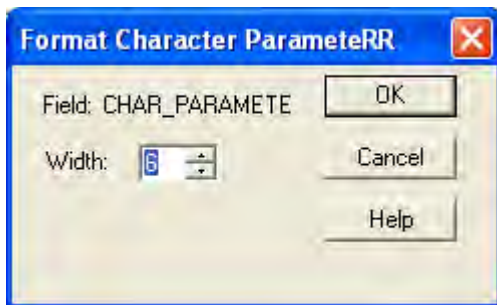 Format Character ParameteRR
Field: CHAR_PARAMETE
OK
Width: 6
Cancel
Help